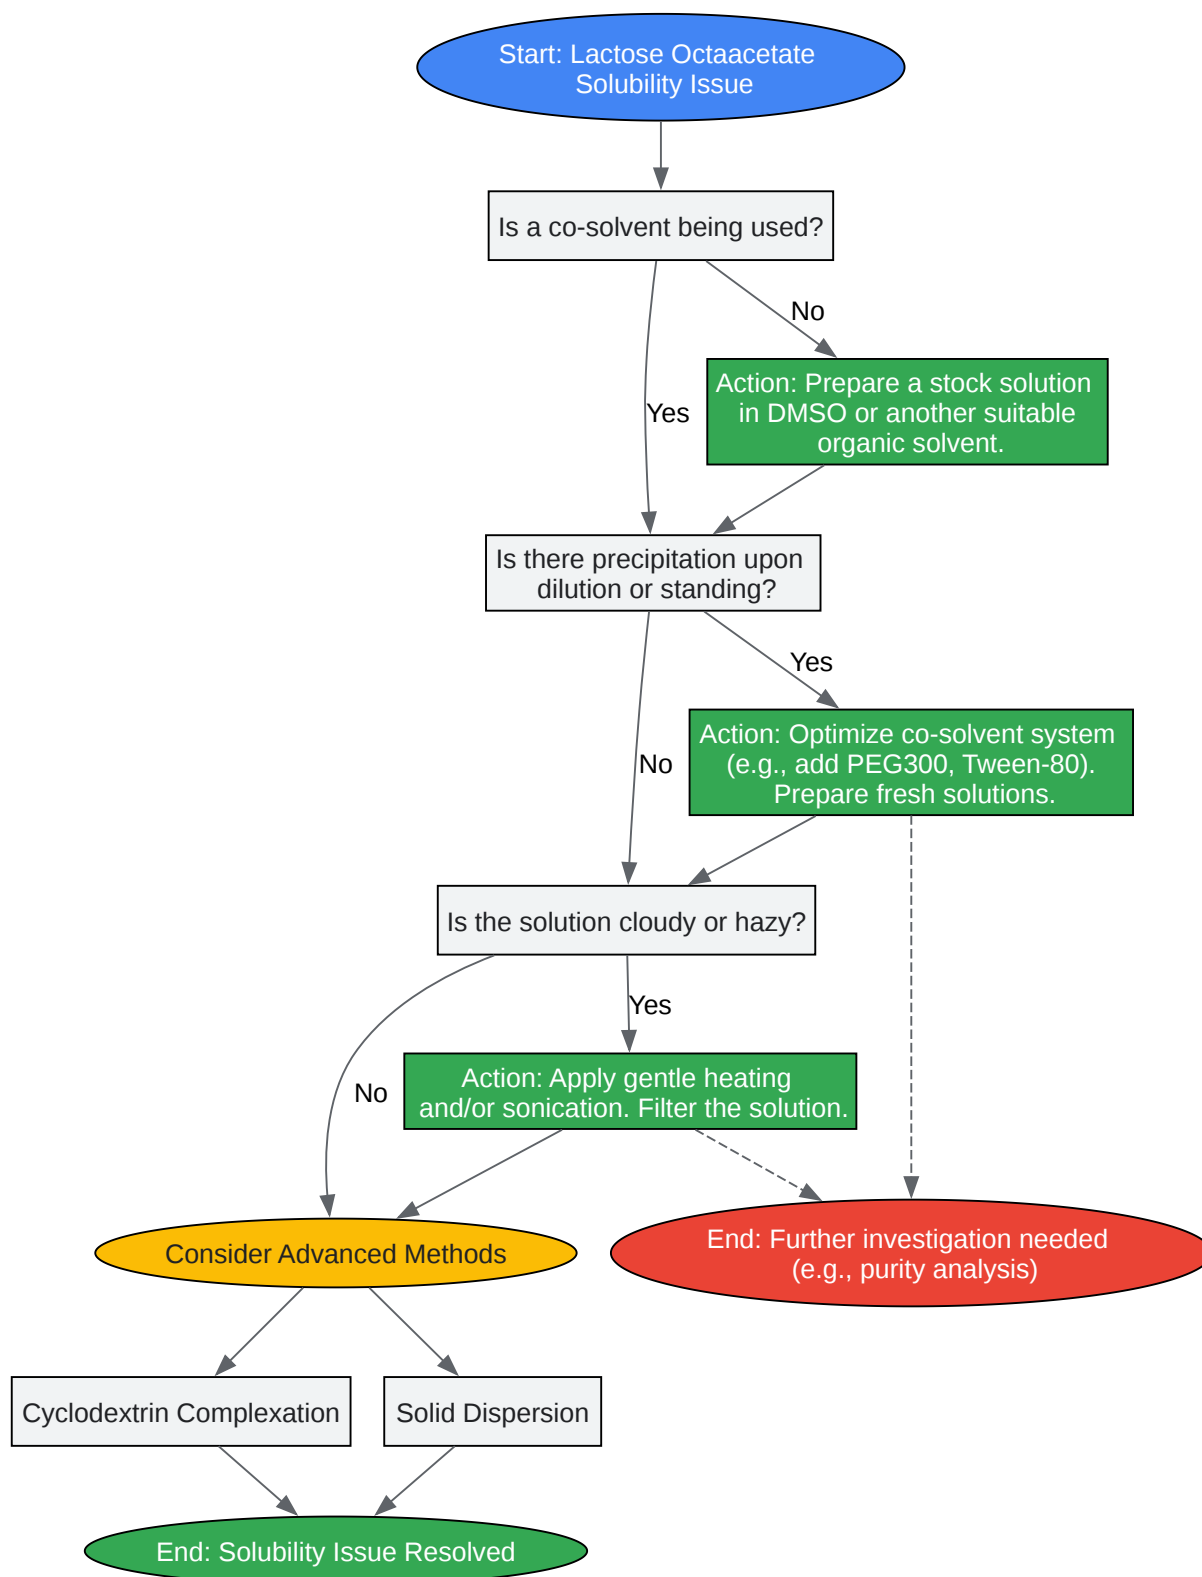 Start: Lactose Octaacetate
Solubility Issue
Is a co-solvent being used?
No
Yes
Action: Prepare a stock solution
in DMSO or another suitable
organic solvent.
Is there precipitation upon
dilution or standing?
Yes
No
Action: Optimize co-solvent system
(e.g., add PEG300, Tween-80).
Prepare fresh solutions.
Is the solution cloudy or hazy?
Yes
No
Action: Apply gentle heating
and/or sonication. Filter the solution.
Consider Advanced Methods
End: Further investigation needed
(e.g., purity analysis)
Cyclodextrin Complexation
Solid Dispersion
End: Solubility Issue Resolved